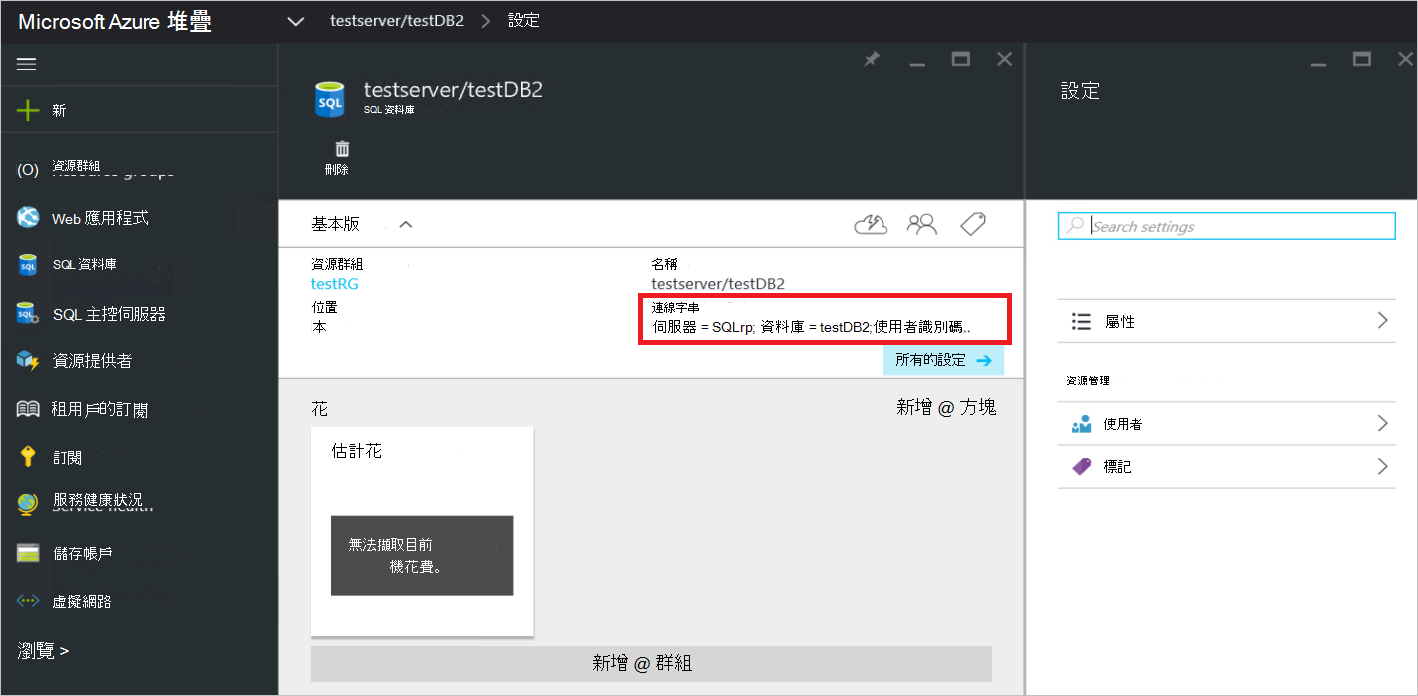 Microsoft Azure 堆疊
testserver/testDB2 > 設定
新
資源群組
Web 應用程式
SQL 資料庫
SQL 主控伺服器
資源提供者
租用戶的訂閱
訂閱
服務健康狀況
儲存帳戶
虛擬網路
瀏覽 >
testserver/testDB2
SQL 資料庫
刪除
基本版
資源群組
testRG
位置
本
名稱
testserver/testDB2
連線字串
伺服器 = SQLrp; 資料庫 = testDB2;使用者識別碼..
所有的設定 →
花
新增 @ 方塊
估計花
無法擷取目前
機花費。
新增 @ 群組
設定
Search settings
屬性
資源管理
使用者
標記